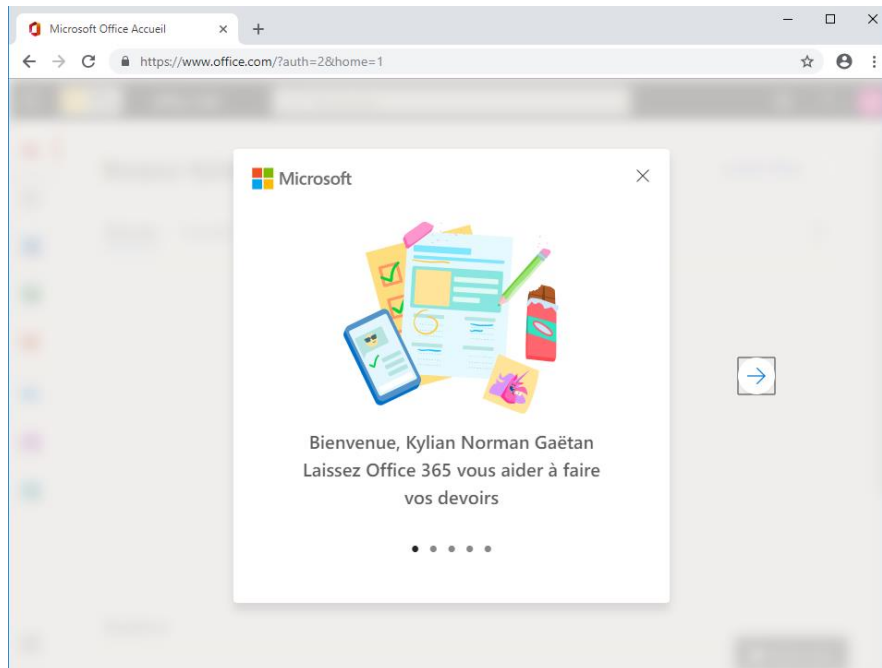 Microsoft Office Accueil
https://www.office.com/?auth=2&home=1
Microsoft
Bienvenue, Kylian Norman Gaëtan
Laissez Office 365 vous aider à faire
vos devoirs